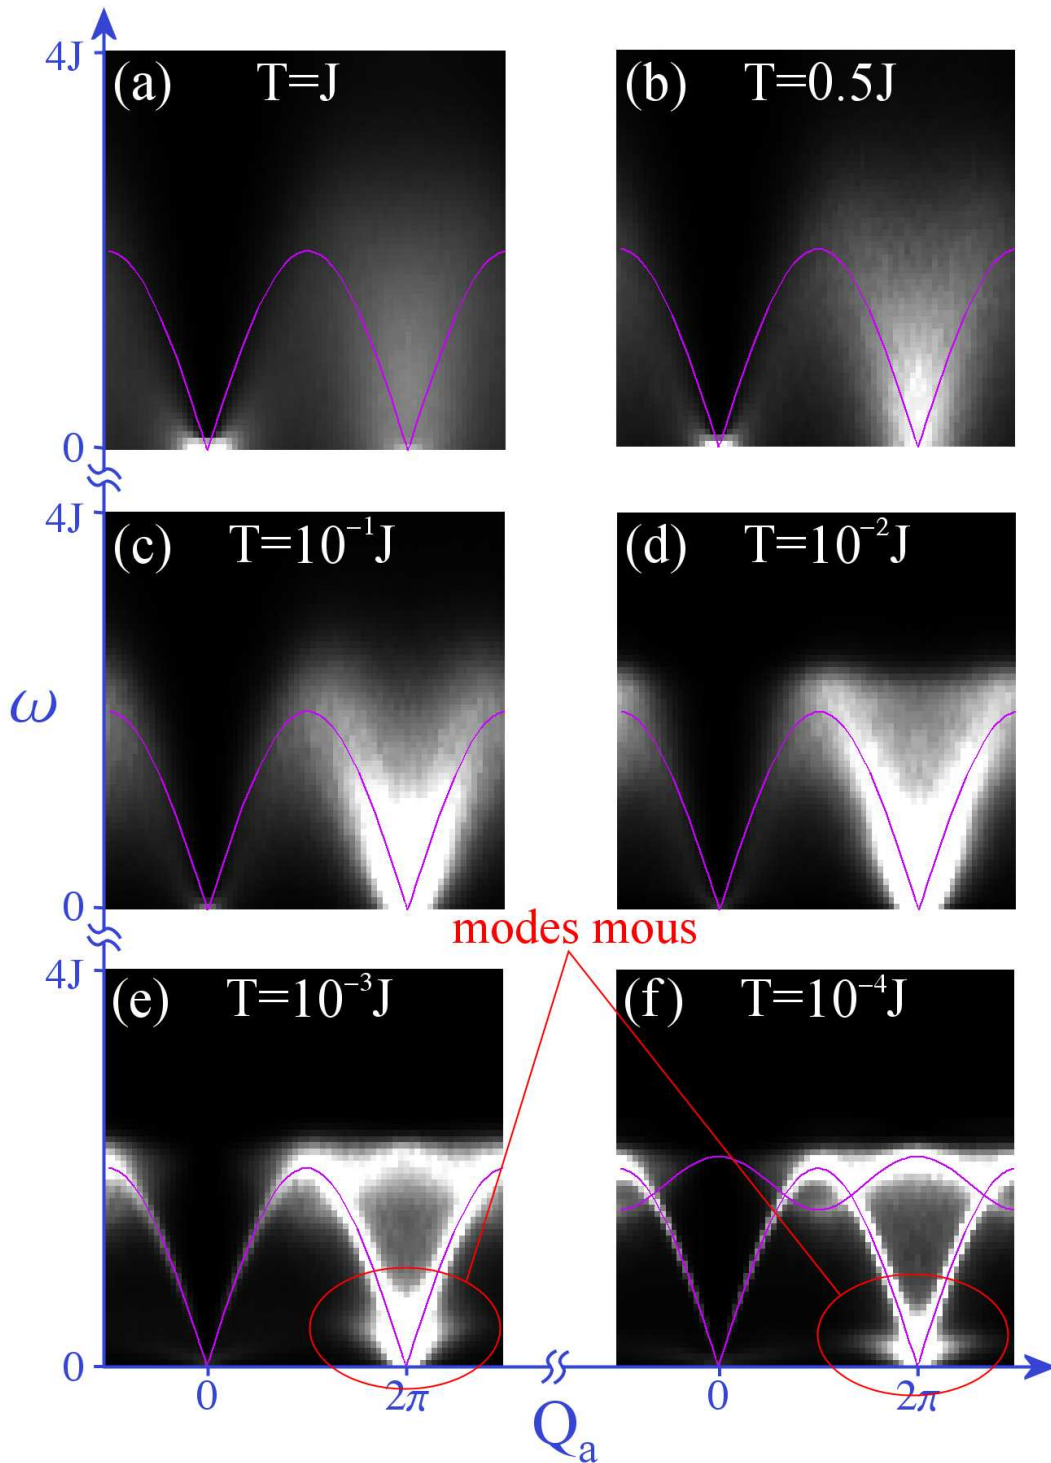 4J
(a) T=J
(b) T=0.5J
0
4J
(c) T=10⁻¹J
(d) T=10⁻²J
ω
0
modes mous
4J
(e) T=10⁻³J
(f) T=10⁻⁴J
0
0 2π 0 2π
Qₐ